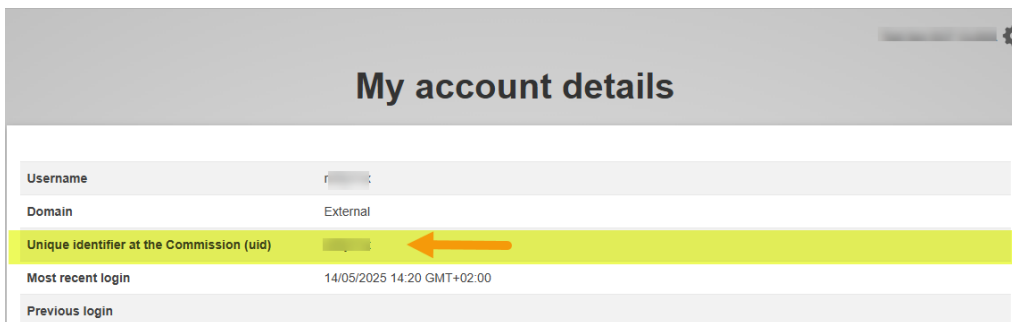 My account details
Username
Domain External
Unique identifier at the Commission (uid)
Most recent login 14/05/2025 14:20 GMT+02:00
Previous login